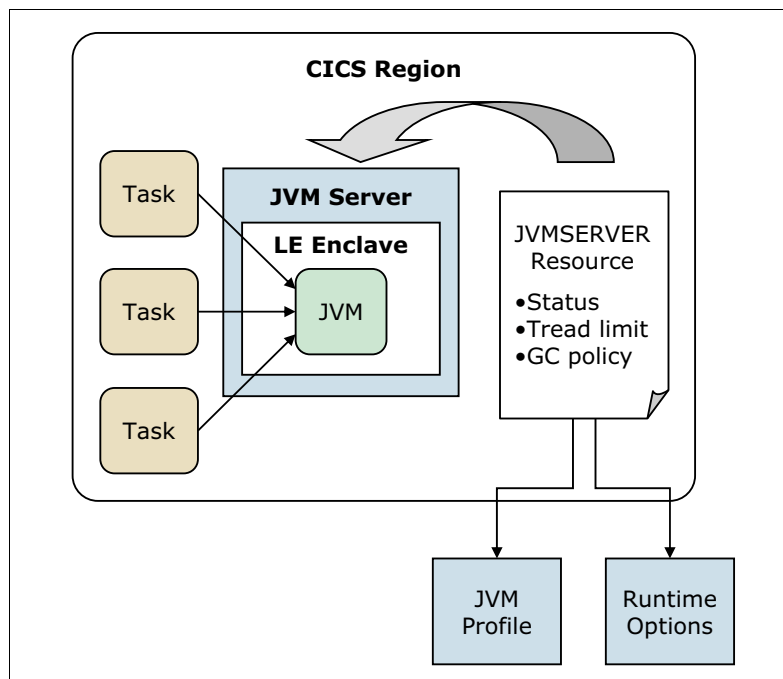 CICS Region
Task
Task
Task
JVM Server
LE Enclave
JVM
JVMSERVER
Resource
•Status
•Tread limit
•GC policy
JVM
Profile
Runtime
Options